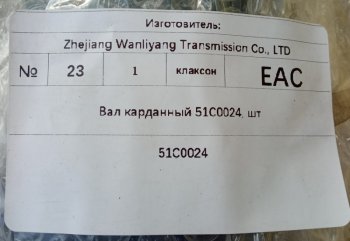 Изготовитель:
Zhejiang Wanliyang Transmission Co., LTD
№ 23 1 клаксон EAC
Вал карданный 51C0024, шт
51C0024